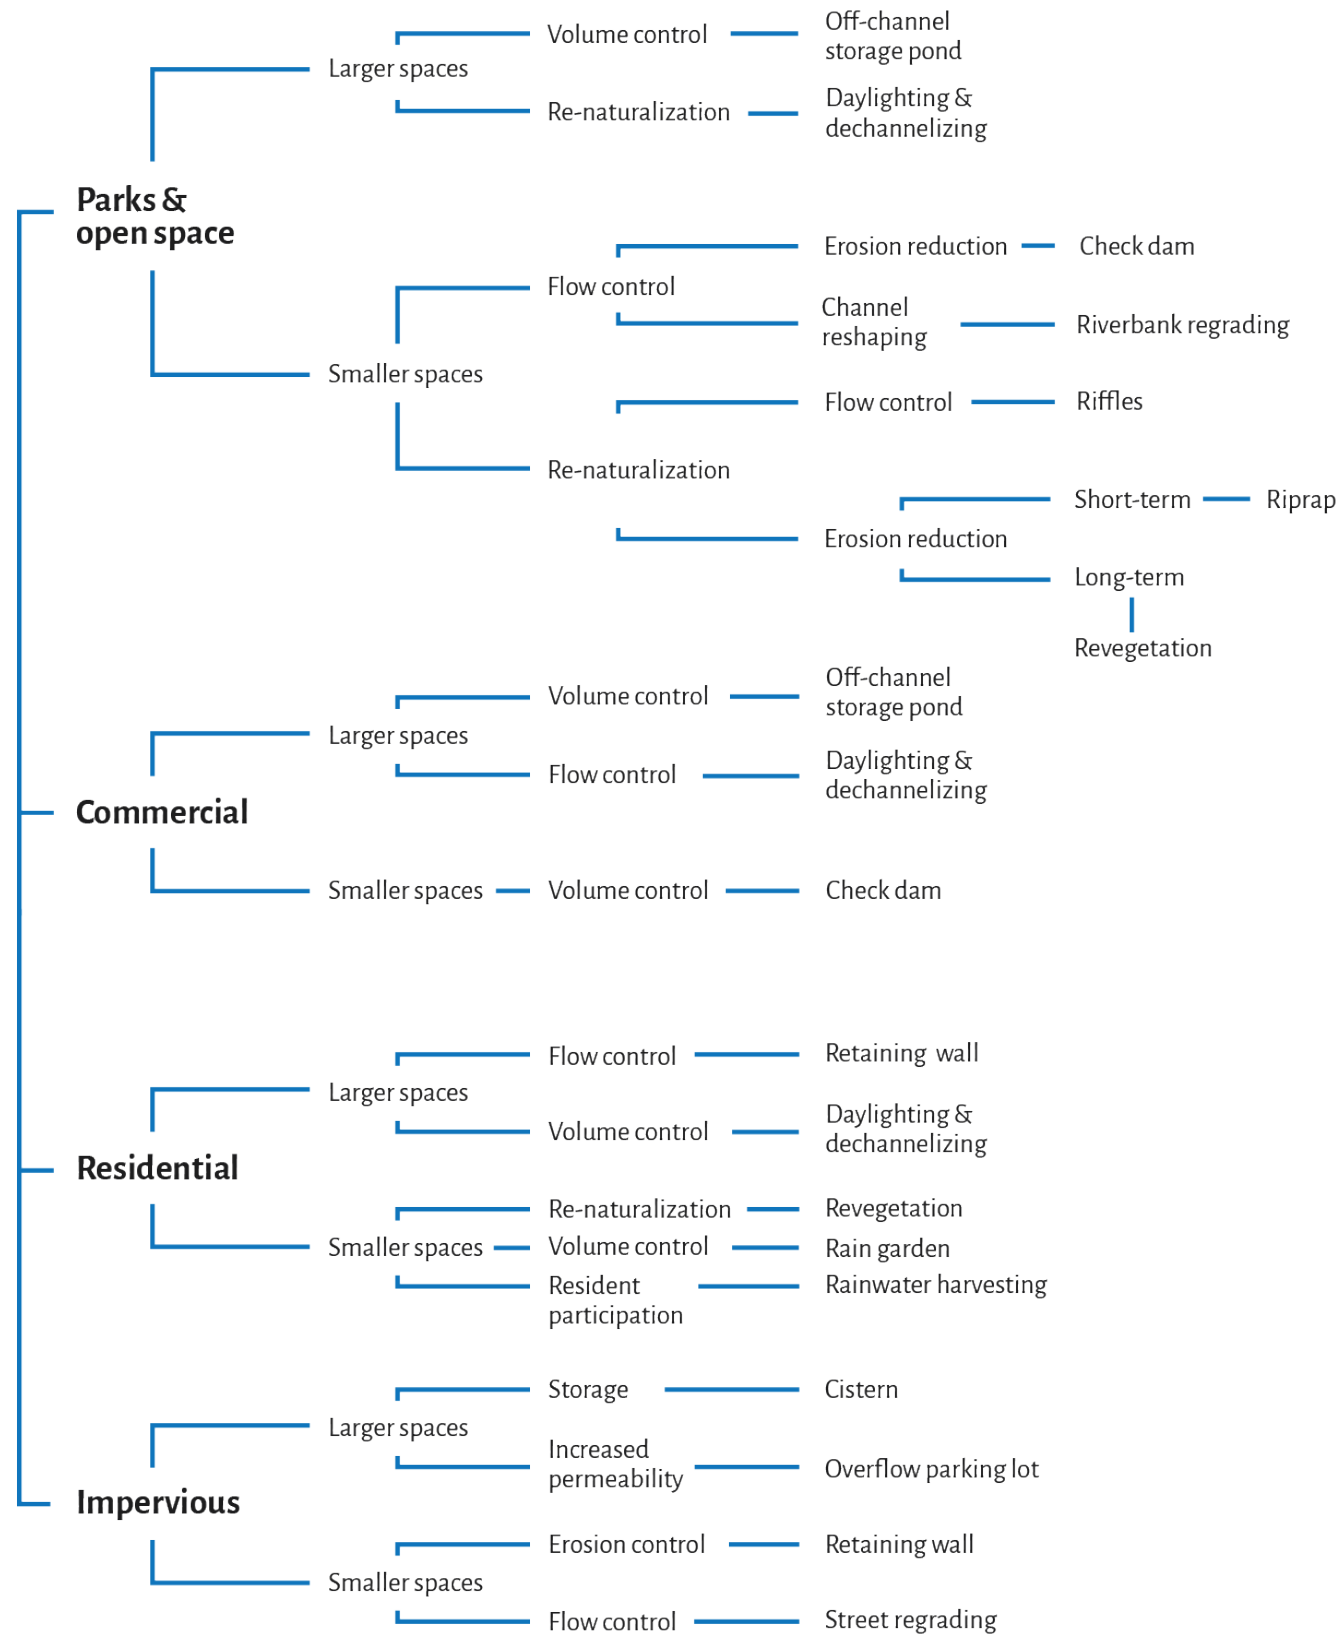 Volume control
Off-channel
storage pond
Larger spaces
Re-naturalization
Daylighting &
dechannelizing
Parks &
open space
Erosion reduction
Check dam
Flow control
Channel
reshaping
Riverbank regrading
Smaller spaces
Flow control
Riffles
Re-naturalization
Short-term
Riprap
Erosion reduction
Long-term
Revegetation
Volume control
Off-channel
storage pond
Larger spaces
Flow control
Daylighting &
dechannelizing
Commercial
Smaller spaces
Volume control
Check dam
Flow control
Retaining wall
Larger spaces
Volume control
Daylighting &
dechannelizing
Residential
Re-naturalization
Revegetation
Smaller spaces
Volume control
Rain garden
Resident
participation
Rainwater harvesting
Storage
Cistern
Larger spaces
Increased
permeability
Overflow parking lot
Impervious
Erosion control
Retaining wall
Smaller spaces
Flow control
Street regrading